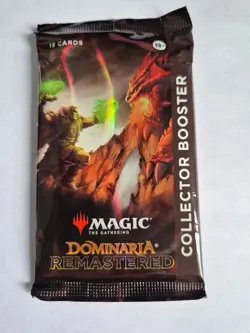 15 CARDS
13+
MAGIC
THE GATHERING
DOMINARIA
REMASTERED
COLLECTOR BOOSTER